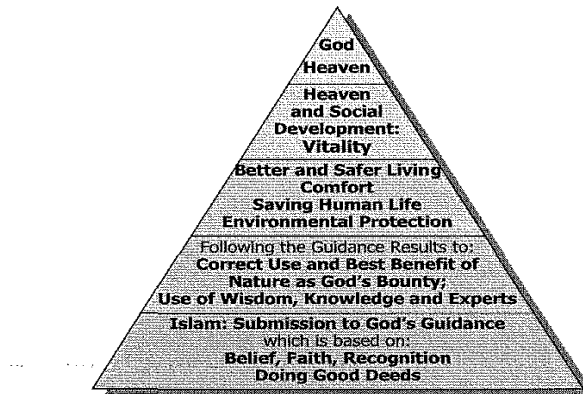 God
Heaven
Heaven
and Social
Development:
Vitality
Better and Safer Living
Comfort
Saving Human Life
Environmental Protection
Following the Guidance Results to:
Correct Use and Best Benefit of
Nature as God's Bounty;
Use of Wisdom, Knowledge and Experts
Islam: Submission to God's Guidance
which is based on:
Belief, Faith, Recognition
Doing Good Deeds